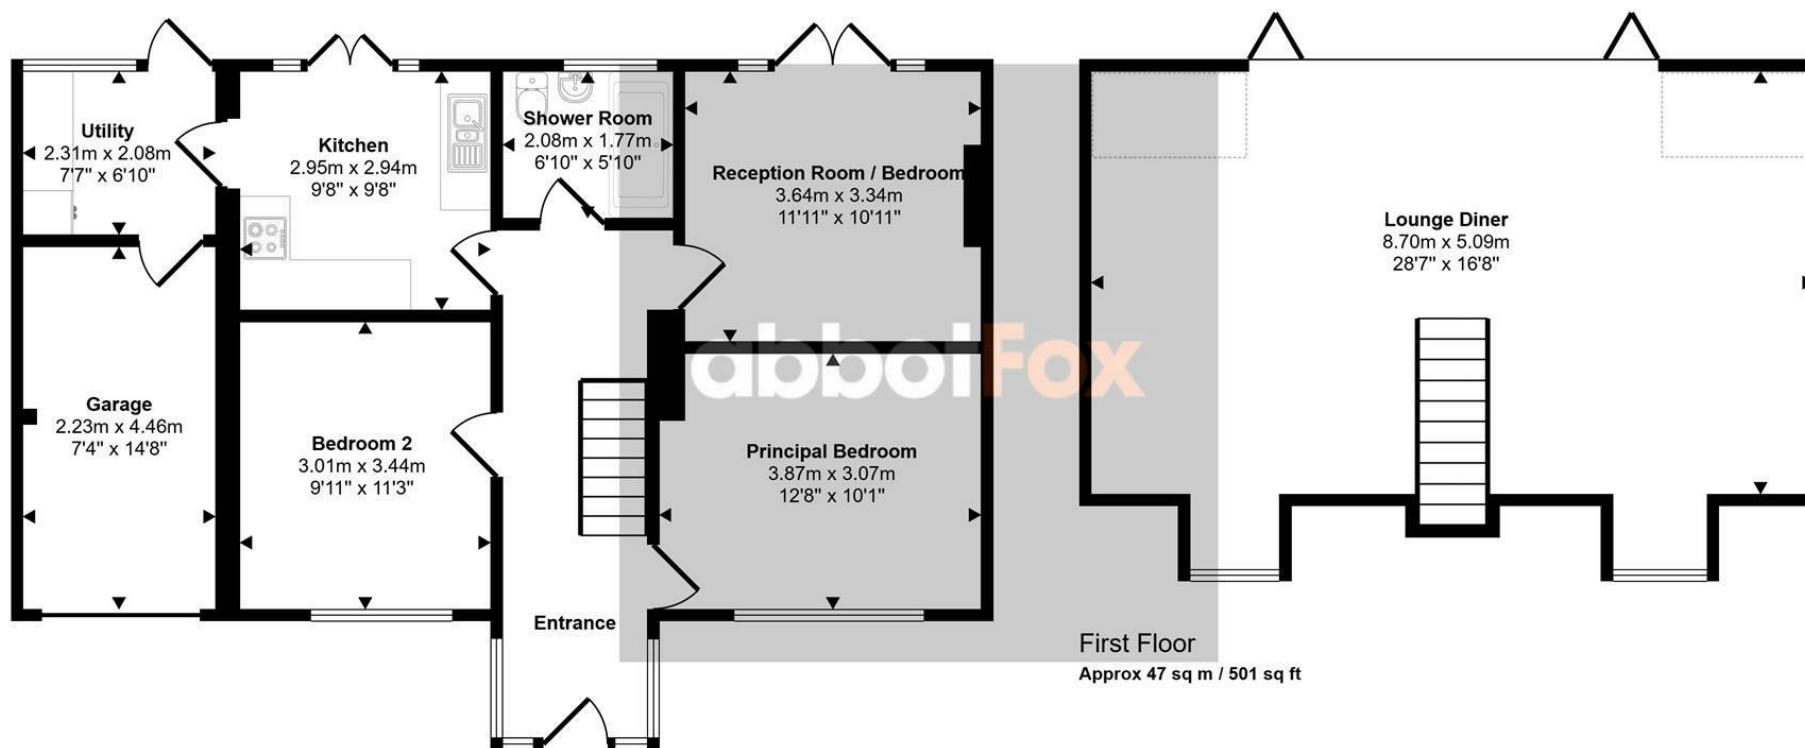 Utility
2.31m x 2.08m
7'7" x 6'10"
Kitchen
2.95m x 2.94m
9'8" x 9'8"
Shower Room
2.08m x 1.77m
6'10" x 5'10"
Reception Room / Bedroom
3.64m x 3.34m
11'11" x 10'11"
Lounge Diner
8.70m x 5.09m
28'7" x 16'8"
abbotFox
Garage
2.23m x 4.46m
7'4" x 14'8"
Bedroom 2
3.01m x 3.44m
9'11" x 11'3"
Principal Bedroom
3.87m x 3.07m
12'8" x 10'1"
Entrance
First Floor
Approx 47 sq m / 501 sq ft